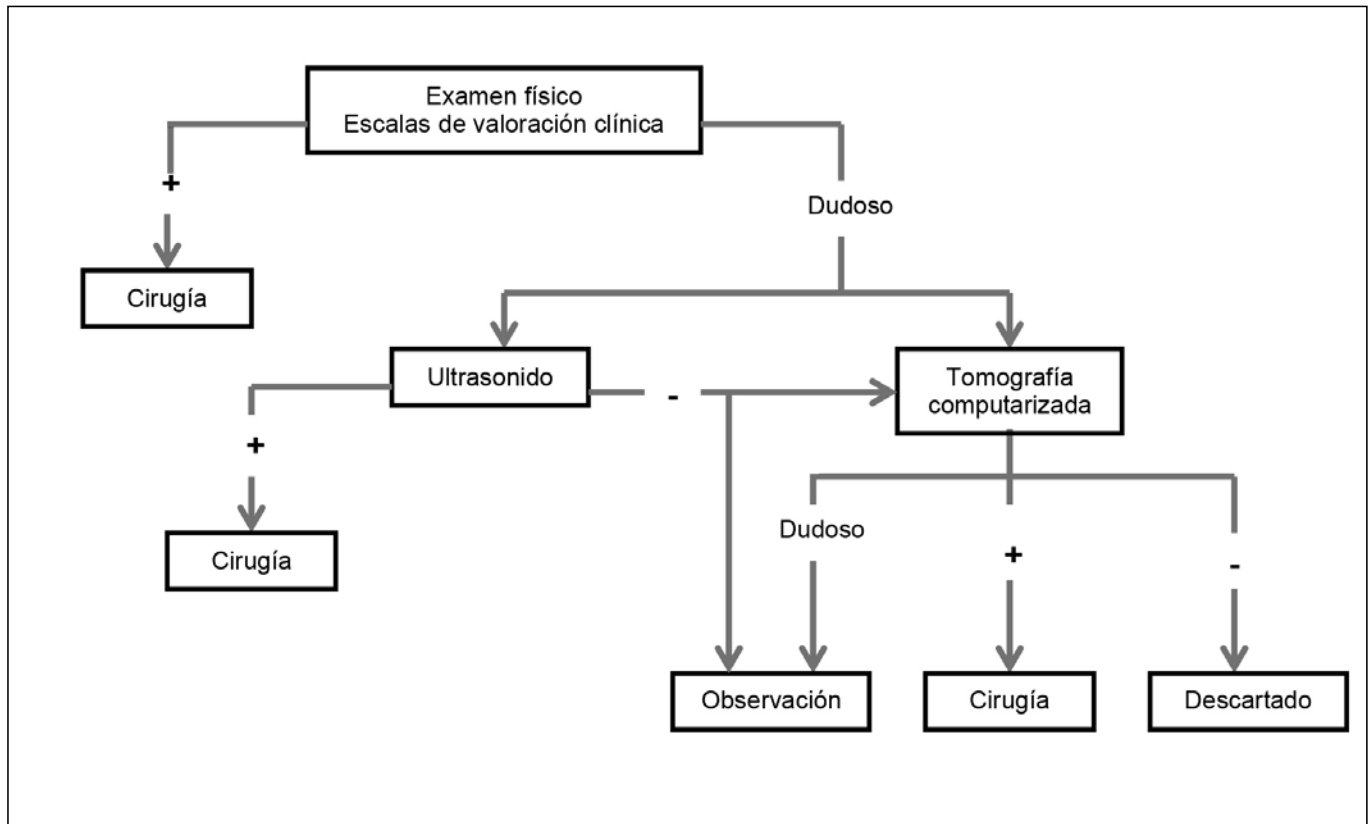 Examen físico
Escalas de valoración clínica
+
Dudoso
Cirugía
Ultrasonido
-
Tomografía
computarizada
+
Cirugía
Dudoso
+
-
Observación
Cirugía
Descartado